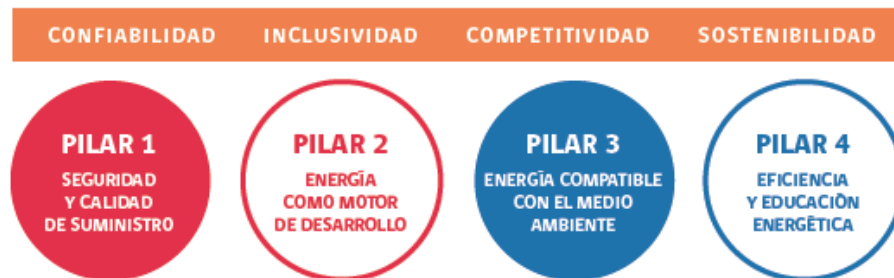 CONFIABILIDAD INCLUSIVIDAD COMPETITIVIDAD SOSTENIBILIDAD
PILAR 1
SEGURIDAD
Y CALIDAD
DE SUMINISTRO
PILAR 2
ENERGÍA
COMO MOTOR
DE DESARROLLO
PILAR 3
ENERGÍA COMPATIBLE
CON EL MEDIO
AMBIENTE
PILAR 4
EFICIENCIA
Y EDUCACIÒN
ENERGÉTICA